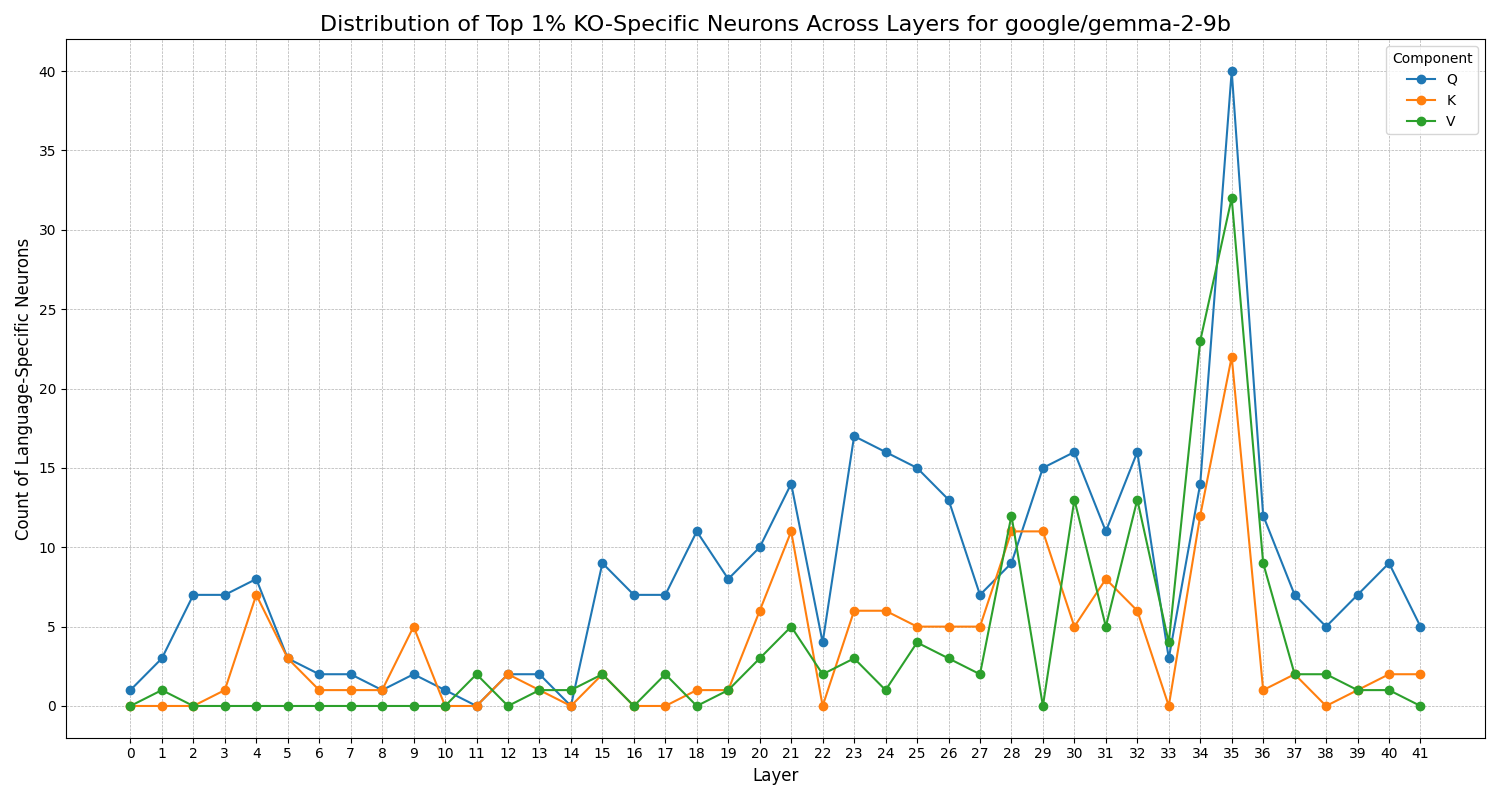 Distribution of Top 1% KO-Specific Neurons Across Layers for google/gemma-2-9b
Component
Q
K
V
Count of Language-Specific Neurons
40
35
30
25
20
15
10
5
0
0 1 2 3 4 5 6 7 8 9 10 11 12 13 14 15 16 17 18 19 20 21 22 23 24 25 26 27 28 29 30 31 32 33 34 35 36 37 38 39 40 41
Layer